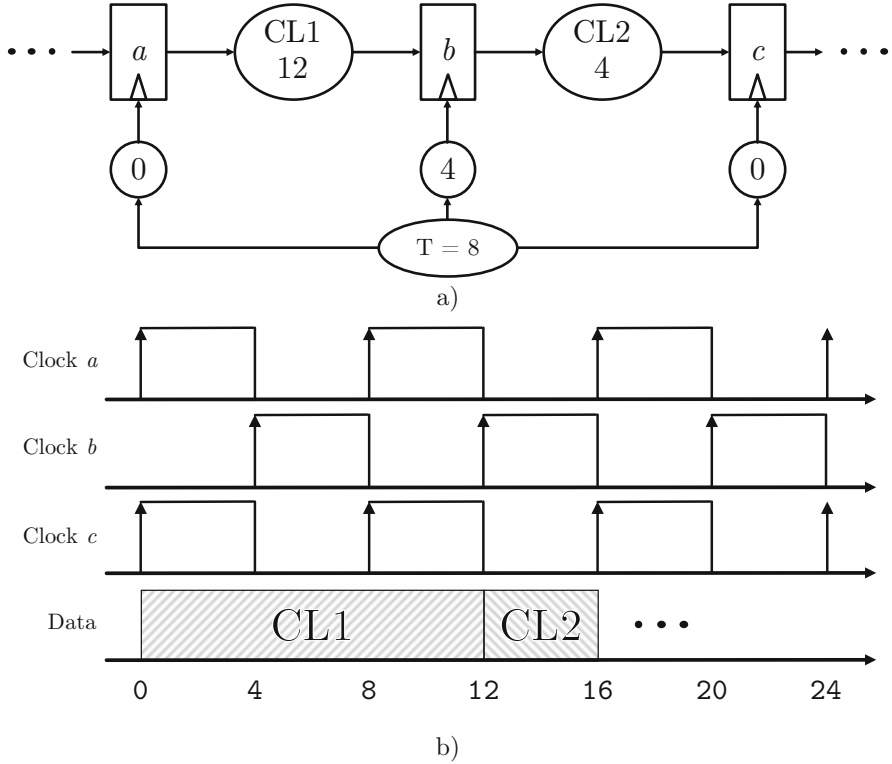 CL1 CL2
a 12 b 4 c
0 4 0
T = 8
a)
Clock a
Clock b
Clock c
Data CL1 CL2
0 4 8 12 16 20 24
b)